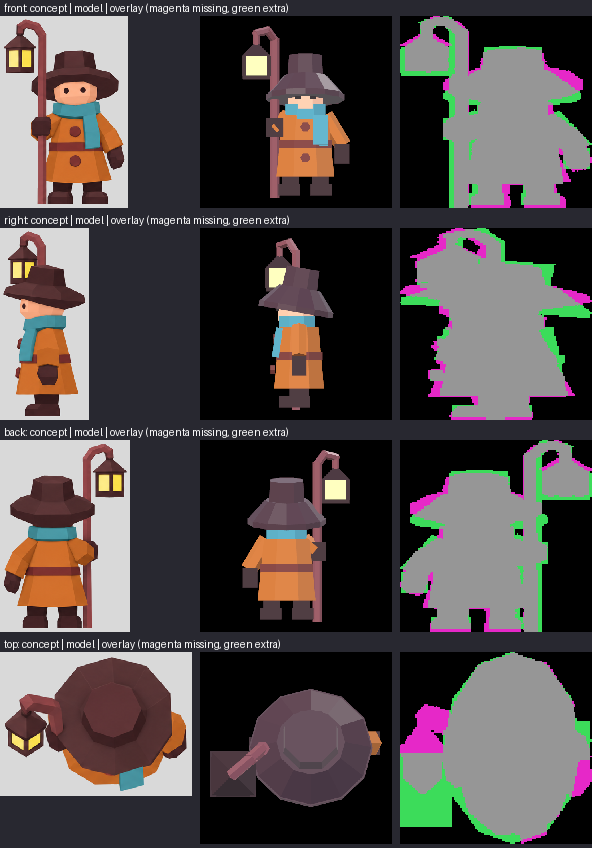 front: concept | model | overlay (magenta missing, green extra)
right: concept | model | overlay (magenta missing, green extra)
back: concept | model | overlay (magenta missing, green extra)
top: concept | model | overlay (magenta missing, green extra)